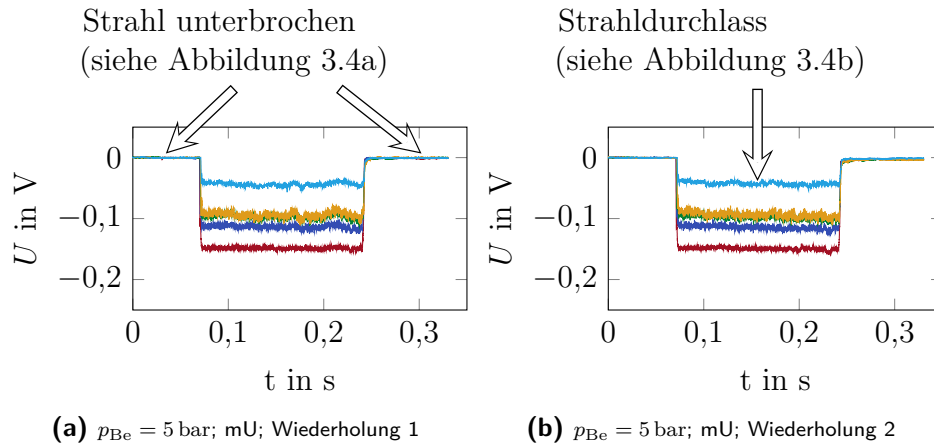 Strahl unterbrochen
(siehe Abbildung 3.4a)
Strahldurchlass
(siehe Abbildung 3.4b)
0
−0,1
−0,2
U in V
0
0,1
0,2
0,3
t in s
0
−0,1
−0,2
U in V
0
0,1
0,2
0,3
t in s
(a) pBe = 5 bar; mU; Wiederholung 1
(b) pBe = 5 bar; mU; Wiederholung 2